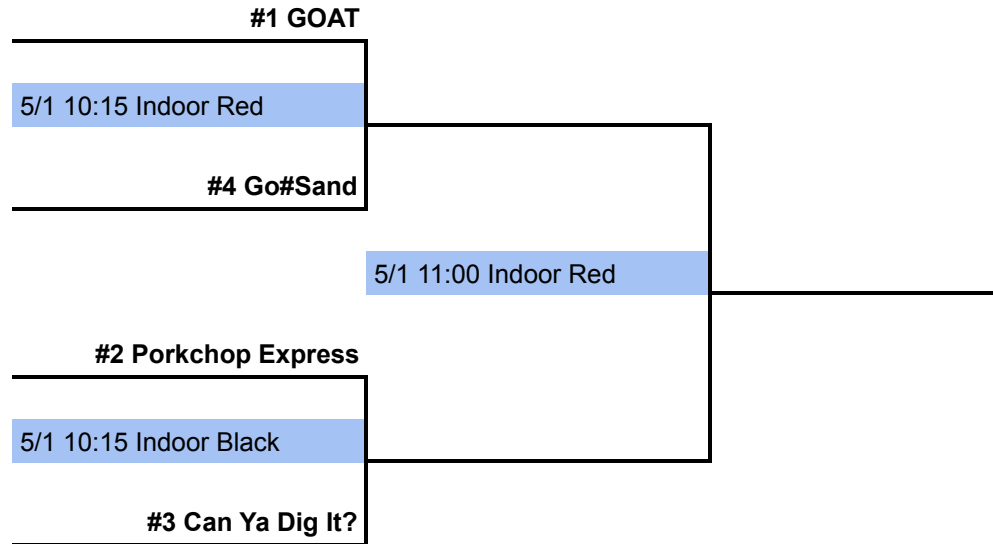 #1 GOAT
5/1 10:15 Indoor Red
#4 Go#Sand
5/1 11:00 Indoor Red
#2 Porkchop Express
5/1 10:15 Indoor Black
#3 Can Ya Dig It?